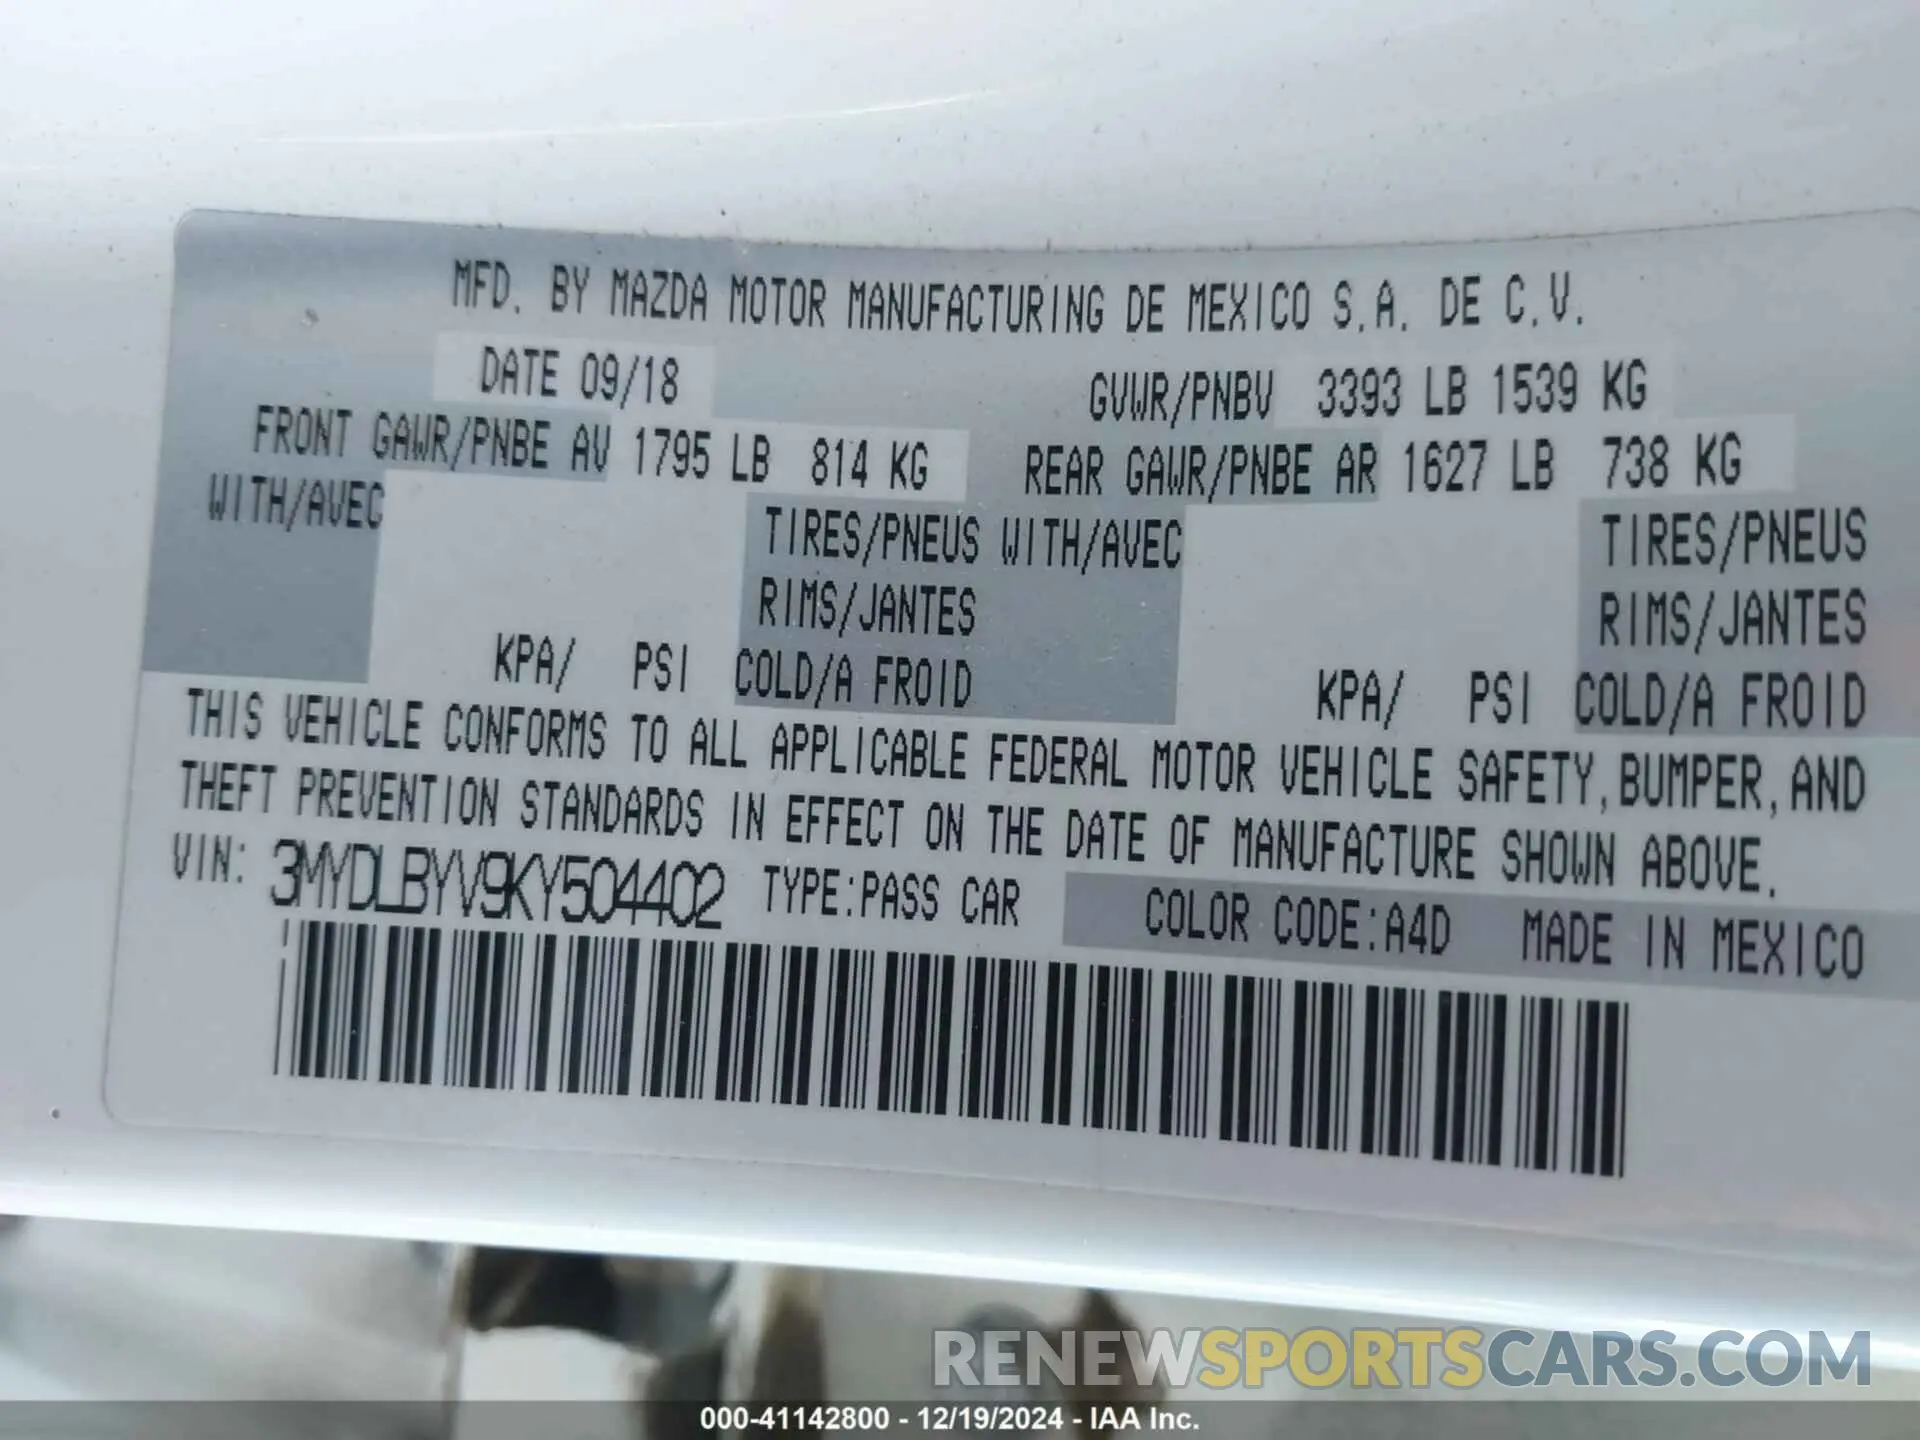 MFD. BY MAZDA MOTOR MANUFACTURING DE MEXICO S.A. DE C.V.
DATE 09/18 GVWR/PNBV 3393 LB 1539 KG
FRONT GAWR/PNBE AV 1795 LB 814 KG REAR GAWR/PNBE AR 1627 LB 738 KG
WITH/AVEC TIRES/PNEUS WITH/AVEC TIRES/PNEUS
RIMS/JANTES RIMS/JANTES
KPA/ PSI COLD/A FROID KPA/ PSI COLD/A FROID
THIS VEHICLE CONFORMS TO ALL APPLICABLE FEDERAL MOTOR VEHICLE SAFETY, BUMPER, AND
THEFT PREVENTION STANDARDS IN EFFECT ON THE DATE OF MANUFACTURE SHOWN ABOVE.
VIN: 3MYDLBYV9KY504402 TYPE:PASS CAR COLOR CODE:A4D MADE IN MEXICO
RENEWSPORTSCARS.COM
000-41142800 - 12/19/2024 - IAA Inc.